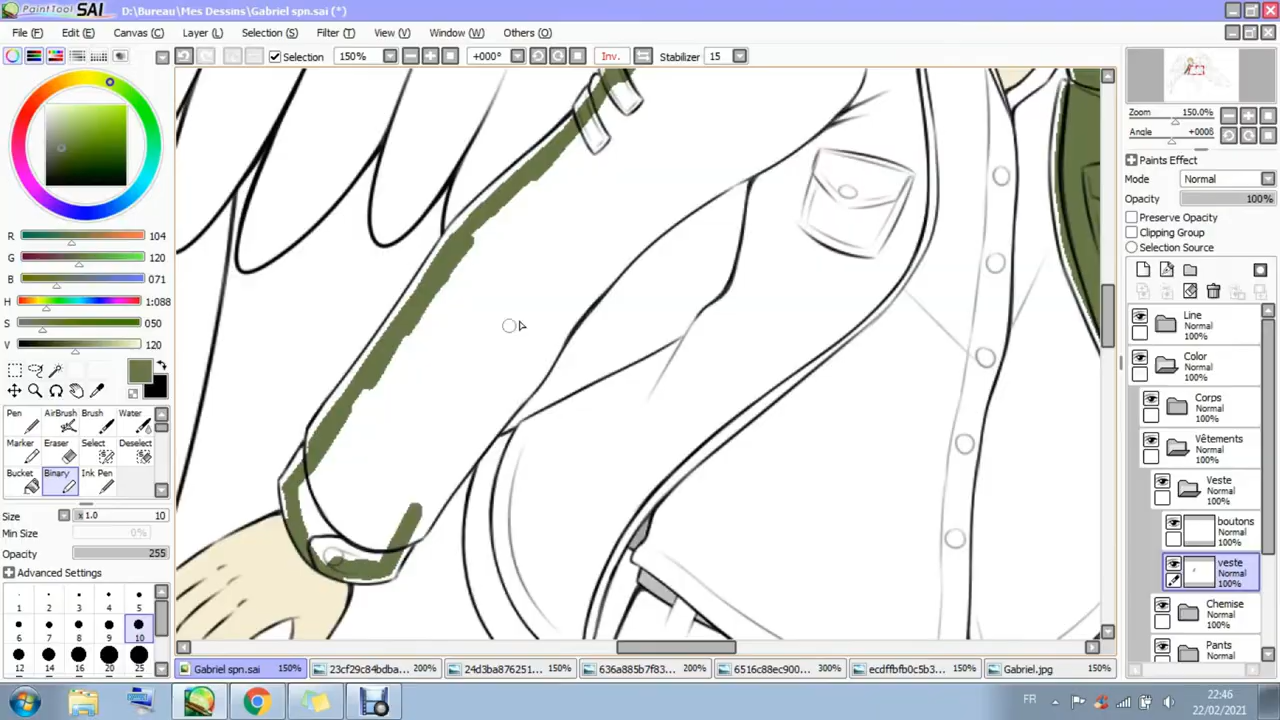 PaintTool SAI D:\Bureau\Mes Dessins\Gabriel spn.sai (*)
File (F) Edit (E) Canvas (C) Layer (L) Selection (S) Filter (T) View (V) Window (W) Others (O)
Selection 150% +000° Inv. Stabilizer 15
Zoom 150.0%
Angle +0006
Paints Effect
Mode Normal
Opacity 100%
Preserve Opacity
Clipping Group
Selection Source
R 104
G 120
B 071
H 1:088
S 050
V 120
Pen AirBrush Brush Water
Marker Eraser Select Deselect
Bucket Binary Ink Pen
Size x 1.0 10
Min Size 0%
Opacity 255
Advanced Settings
1 2 3 4 5
6 7 8 9 10
12 14 16 20 25
Line
Normal
100%
Color
Normal
100%
Corps
Normal
100%
Vêtements
Normal
100%
Veste
Normal
100%
boutons
Normal
100%
veste
Normal
100%
Chemise
Normal
100%
Pants
Normal
100%
Gabriel spn.sai 150% 23cf29c84bdba... 200% 24d3ba876251... 150% 636a885b7f83... 200% 6516c88ec900... 300% ecdffbfb0c5b3... 150% Gabriel.jpg 150%
FR 22:46
22/02/2021